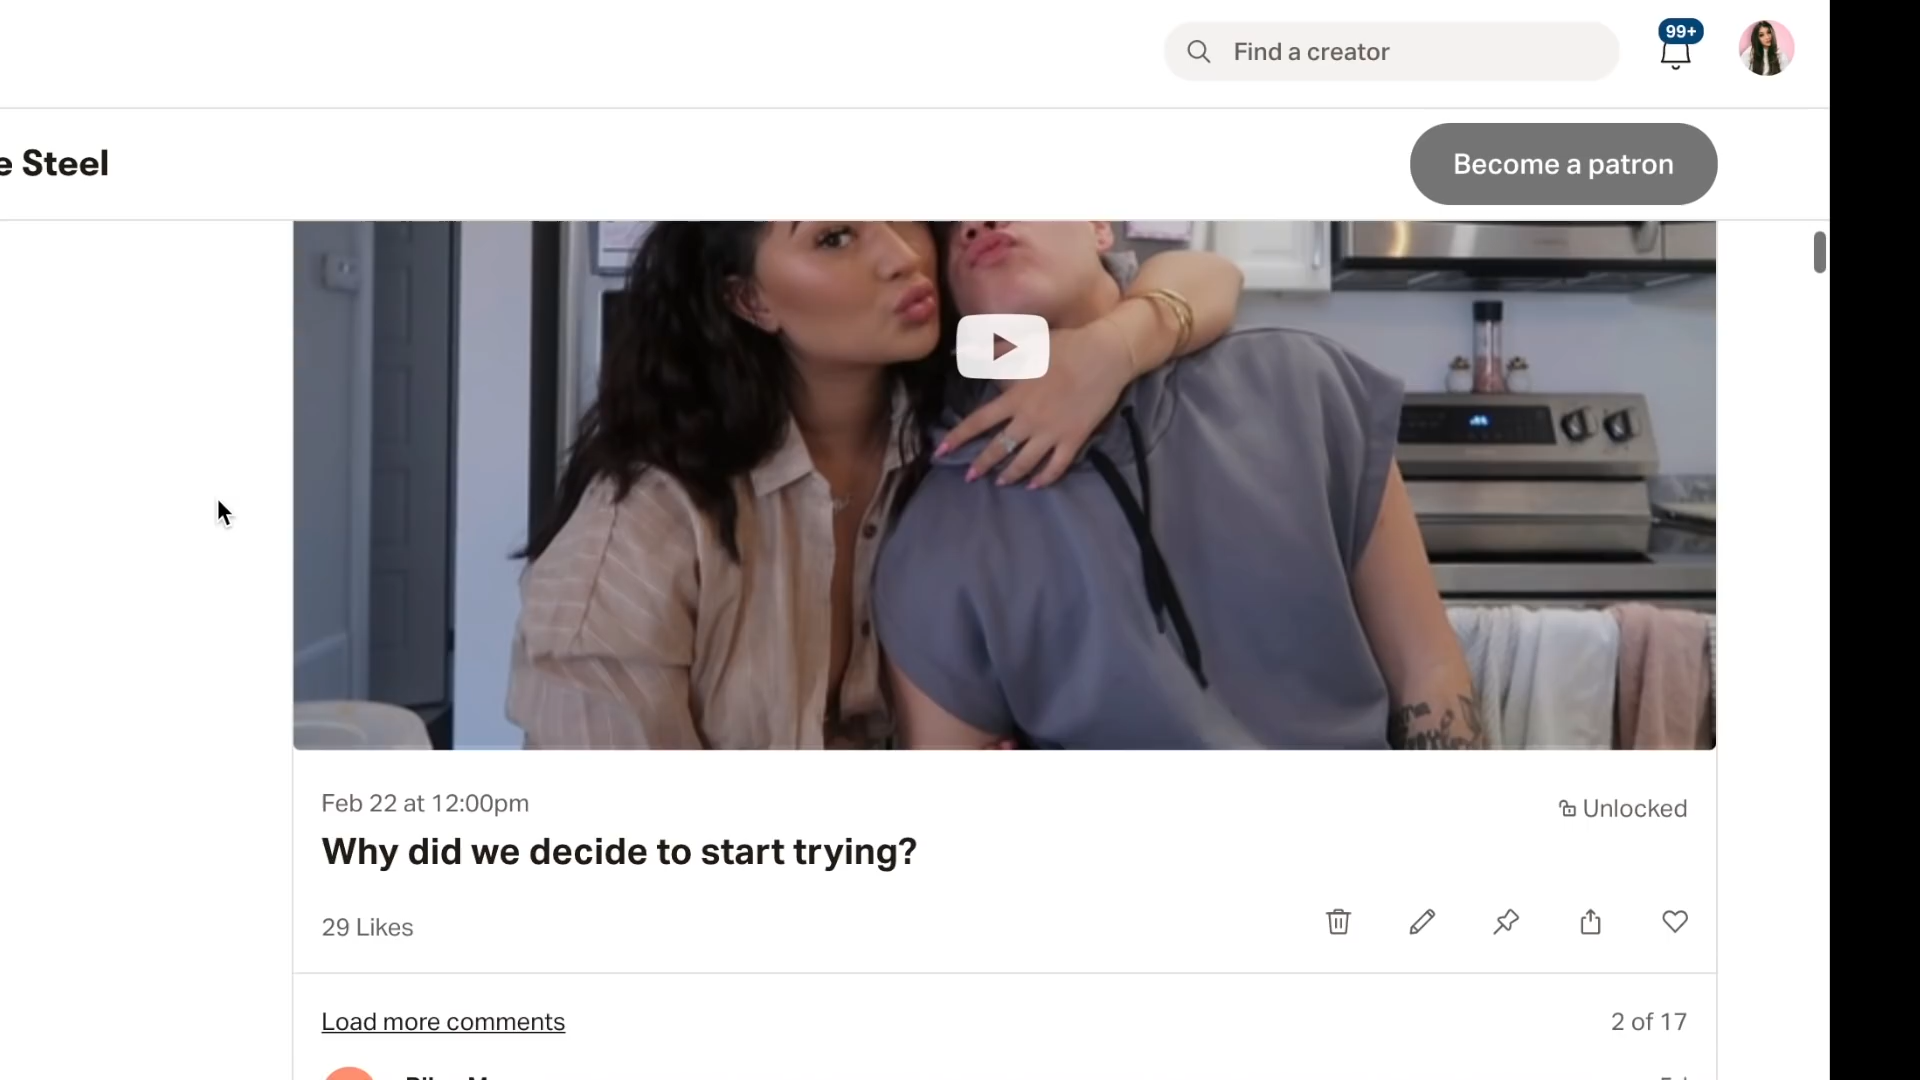 99+
Find a creator
e Steel
Become a patron
Feb 22 at 12:00pm
Unlocked
Why did we decide to start trying?
29 Likes
Load more comments
2 of 17